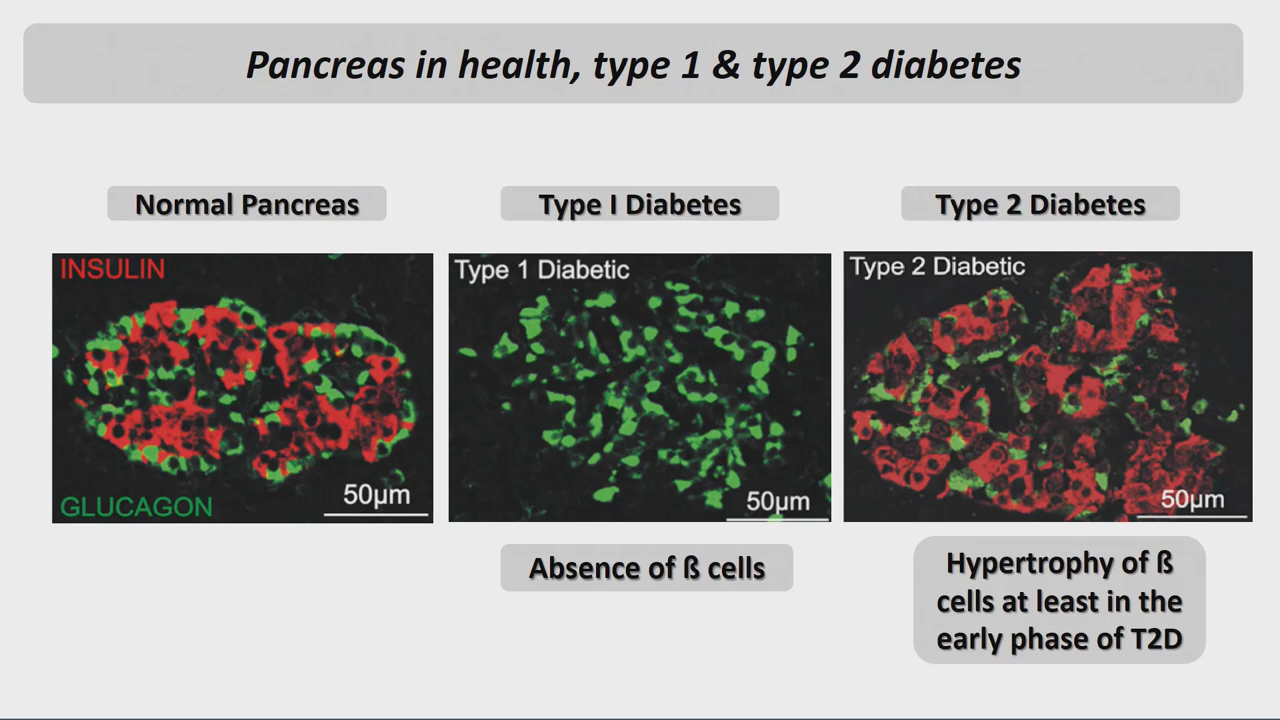 Pancreas in health, type 1 & type 2 diabetes
Normal Pancreas
Type I Diabetes
Type 2 Diabetes
INSULIN
GLUCAGON
50µm
Type 1 Diabetic
50µm
Type 2 Diabetic
50µm
Absence of ß cells
Hypertrophy of ß
cells at least in the
early phase of T2D